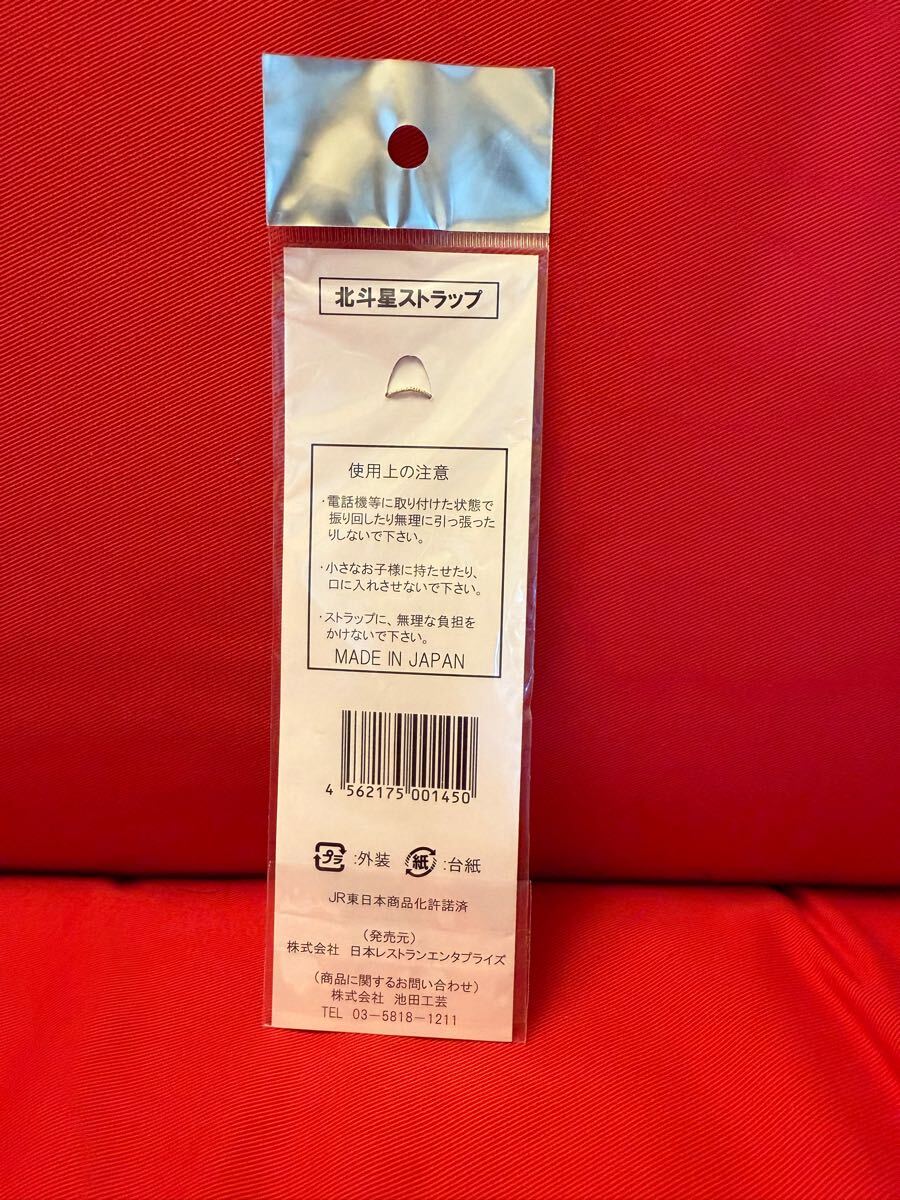 北斗星ストラップ
使用上の注意
・電話機等に取り付けた状態で
振り回したり無理に引っ張った
りしないで下さい。
・小さなお子様に持たせたり、
口に入れさせないで下さい。
・ストラップに、無理な負担を
かけないで下さい。
MADE IN JAPAN
4 562175 001450
プラ :外装 紙 :台紙
JR東日本商品化許諾済
(発売元)
株式会社 日本レストランエンタプライズ
(商品に関するお問い合わせ)
株式会社 池田工芸
TEL 03-5818-1211